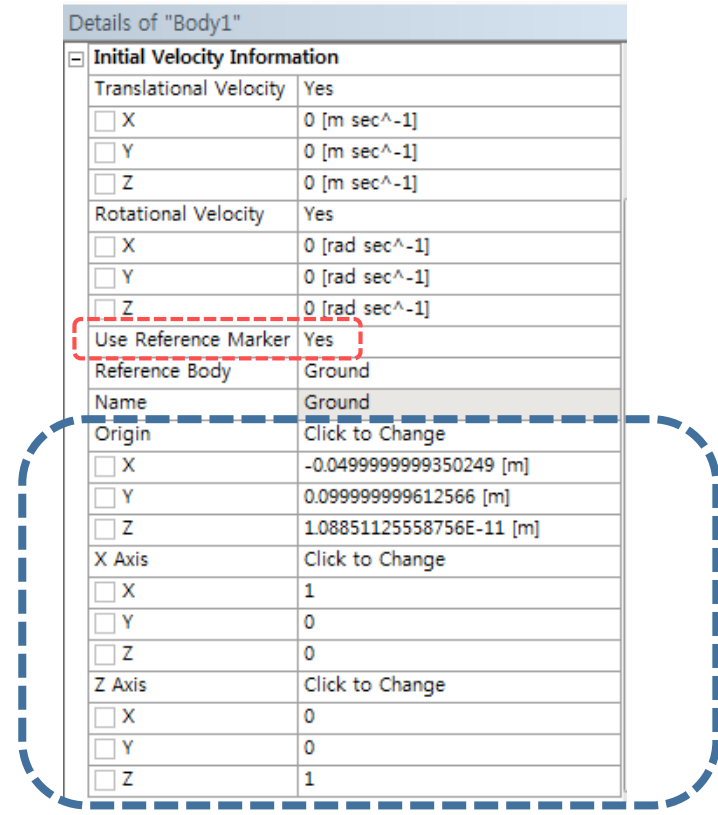 Details of "Body1"
Initial Velocity Information
Translational Velocity Yes
X 0 [m sec^-1]
Y 0 [m sec^-1]
Z 0 [m sec^-1]
Rotational Velocity Yes
X 0 [rad sec^-1]
Y 0 [rad sec^-1]
Z 0 [rad sec^-1]
Use Reference Marker Yes
Reference Body Ground
Name Ground
Origin Click to Change
X -0.0499999999350249 [m]
Y 0.099999999612566 [m]
Z 1.08851125558756E-11 [m]
X Axis Click to Change
X 1
Y 0
Z 0
Z Axis Click to Change
X 0
Y 0
Z 1